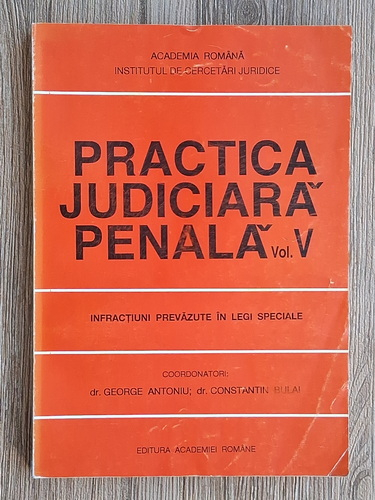 ACADEMIA ROMÂNĂ
INSTITUTUL DE CERCETĂRI JURIDICE
PRACTICA
JUDICIARĂ
PENALĂ Vol. V
INFRACȚIUNI PREVĂZUTE ÎN LEGI SPECIALE
COORDONATORI:
dr. GEORGE ANTONIU; dr. CONSTANTIN BULAI
EDITURA ACADEMIEI ROMÂNE